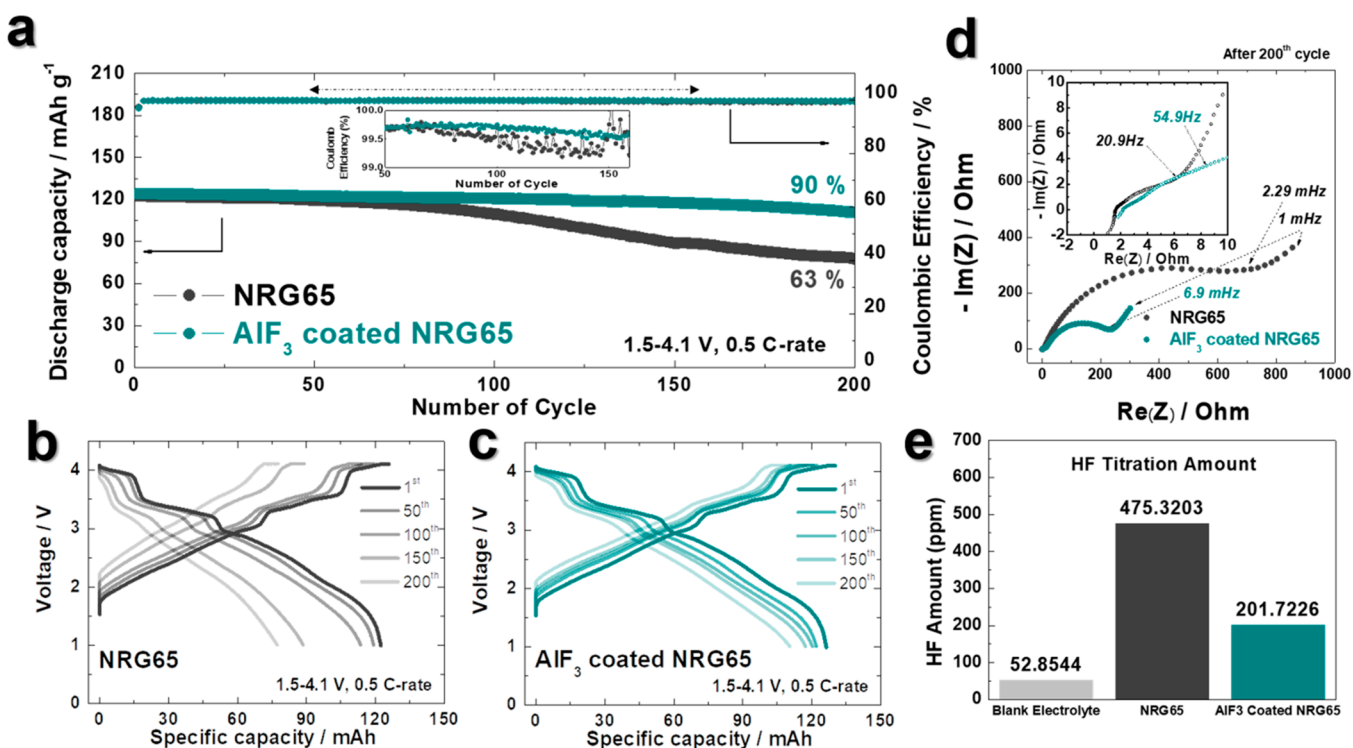 a
Discharge capacity / mAh g-1
210
180
150
120
90
60
30
0
100
80
60
40
20
0
Coulombic Efficiency / %
Coulomb
Efficiency (%)
100.0
99.5
99.0
50
100
150
Number of Cycle
90 %
63 %
NRG65
AlF3 coated NRG65
1.5-4.1 V, 0.5 C-rate
0
50
100
150
200
Number of Cycle
b
Voltage / V
4
3
2
1
0
1st
50th
100th
150th
200th
NRG65
1.5-4.1 V, 0.5 C-rate
0
30
60
90
120
150
Specific capacity / mAh
c
Voltage / V
4
3
2
1
0
1st
50th
100th
150th
200th
AlF3 coated NRG65
1.5-4.1 V, 0.5 C-rate
0
30
60
90
120
150
Specific capacity / mAh
d
After 200th cycle
- Im(Z) / Ohm
1000
800
600
400
200
0
- Im(Z) / Ohm
10
8
6
4
2
0
-2
-2
0
2
4
6
8
10
Re(Z) / Ohm
54.9Hz
20.9Hz
2.29 mHz
1 mHz
6.9 mHz
NRG65
AlF3 coated NRG65
0
200
400
600
800
1000
Re(Z) / Ohm
e
HF Amount (ppm)
700
600
500
400
300
200
100
0
HF Titration Amount
52.8544
475.3203
201.7226
Blank Electrolyte
NRG65
AlF3 Coated NRG65